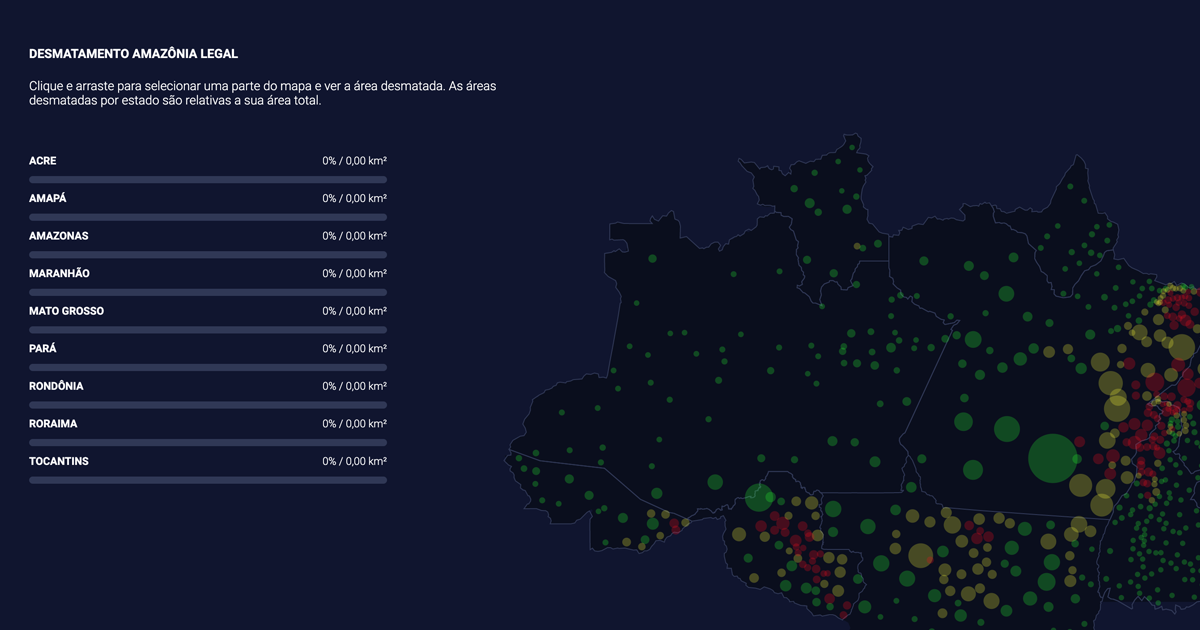 DESMATAMENTO AMAZÔNIA LEGAL
Clique e arraste para selecionar uma parte do mapa e ver a área desmatada. As áreas
desmatadas por estado são relativas a sua área total.
ACRE 0% / 0,00 km²
AMAPÁ 0% / 0,00 km²
AMAZONAS 0% / 0,00 km²
MARANHÃO 0% / 0,00 km²
MATO GROSSO 0% / 0,00 km²
PARÁ 0% / 0,00 km²
RONDÔNIA 0% / 0,00 km²
RORAIMA 0% / 0,00 km²
TOCANTINS 0% / 0,00 km²